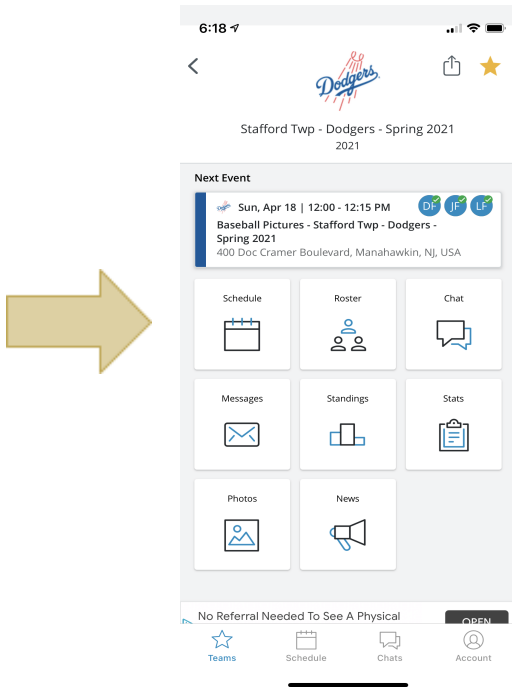 6:18
Dodgers
Stafford Twp - Dodgers - Spring 2021
2021
Next Event
Sun, Apr 18 | 12:00 - 12:15 PM
DF JF LF
Baseball Pictures - Stafford Twp - Dodgers -
Spring 2021
400 Doc Cramer Boulevard, Manahawkin, NJ, USA
Schedule Roster Chat
Messages Standings Stats
Photos News
No Referral Needed To See A Physical
OPEN
Teams Schedule Chats Account